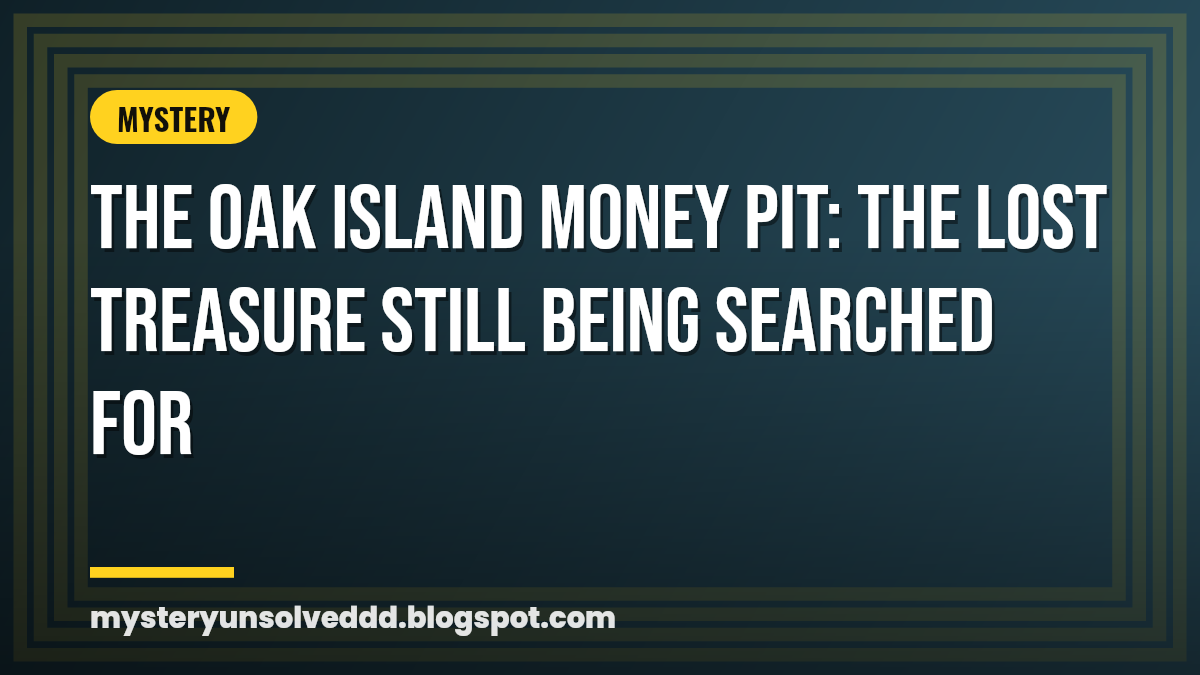 MYSTERY
THE OAK ISLAND MONEY PIT: THE LOST
TREASURE STILL BEING SEARCHED
FOR
mysteryunsolveddd.blogspot.com